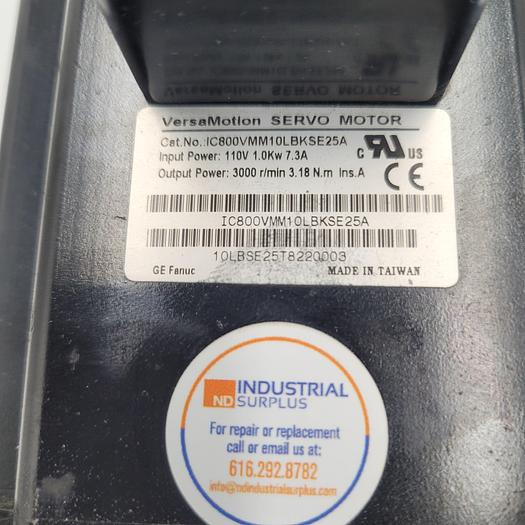 VersaMotion SERVO MOTOR
Cat.No.:IC800VMM10LBKSE25A
Input Power: 110V 1.0Kw 7.3A
Output Power: 3000 r/min 3.18 N.m Ins.A
C RU US
CE
IC800VMM10LBKSE25A
10LBSE25T8220003
GE Fanuc MADE IN TAIWAN
ND INDUSTRIAL
SURPLUS
For repair or replacement
call or email us at:
616.292.8782
info@ndindustrialsurplus.com